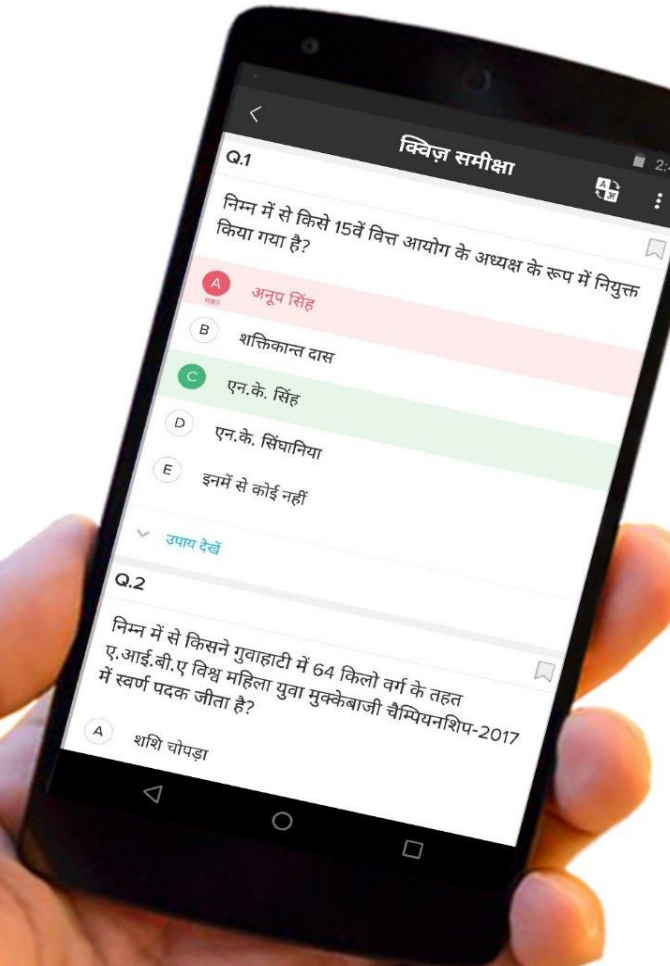 क्विज़ समीक्षा
Q.1
निम्न में से किसे 15वें वित्त आयोग के अध्यक्ष के रूप में नियुक्त
किया गया है?
A अनूप सिंह
B शक्तिकान्त दास
C एन.के. सिंह
D एन.के. सिंघानिया
E इनमें से कोई नहीं
उपाय देखें
Q.2
निम्न में से किसने गुवाहाटी में 64 किलो वर्ग के तहत
ए.आई.बी.ए विश्व महिला युवा मुक्केबाजी चैम्पियनशिप-2017
में स्वर्ण पदक जीता है?
A शशि चोपड़ा